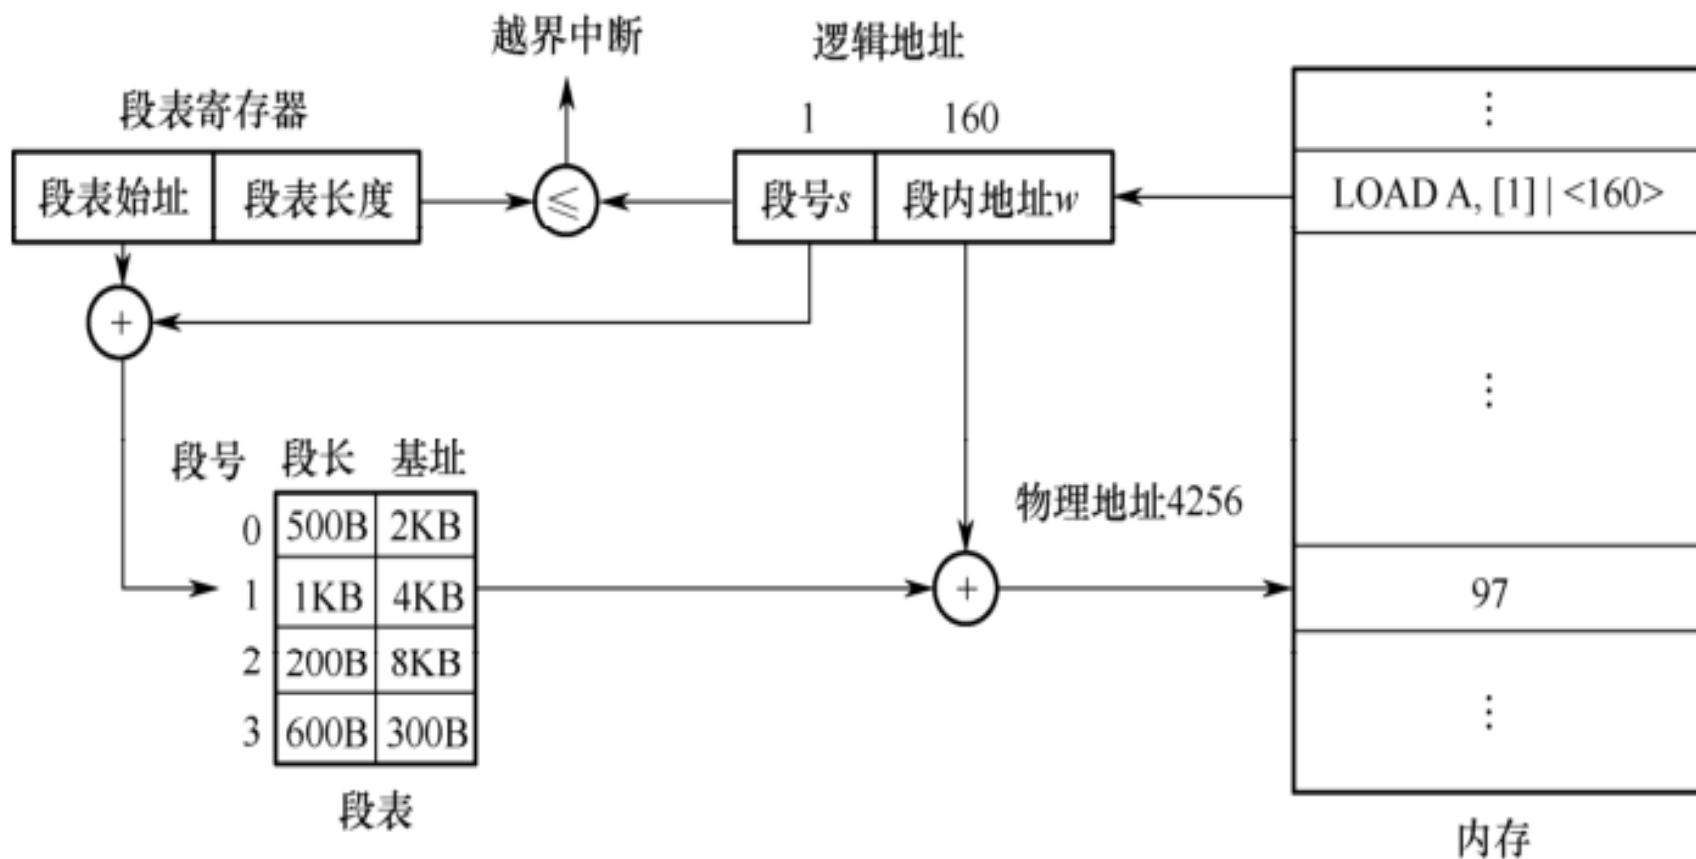 越界中断
逻辑地址
段表寄存器
1 160
段表始址 段表长度
≤
段号s 段内地址w
⋮
LOAD A, [1] | <160>
+
⋮
段号 段长 基址
0 500B 2KB
1 1KB 4KB
2 200B 8KB
3 600B 300B
段表
物理地址4256
+
97
⋮
内存